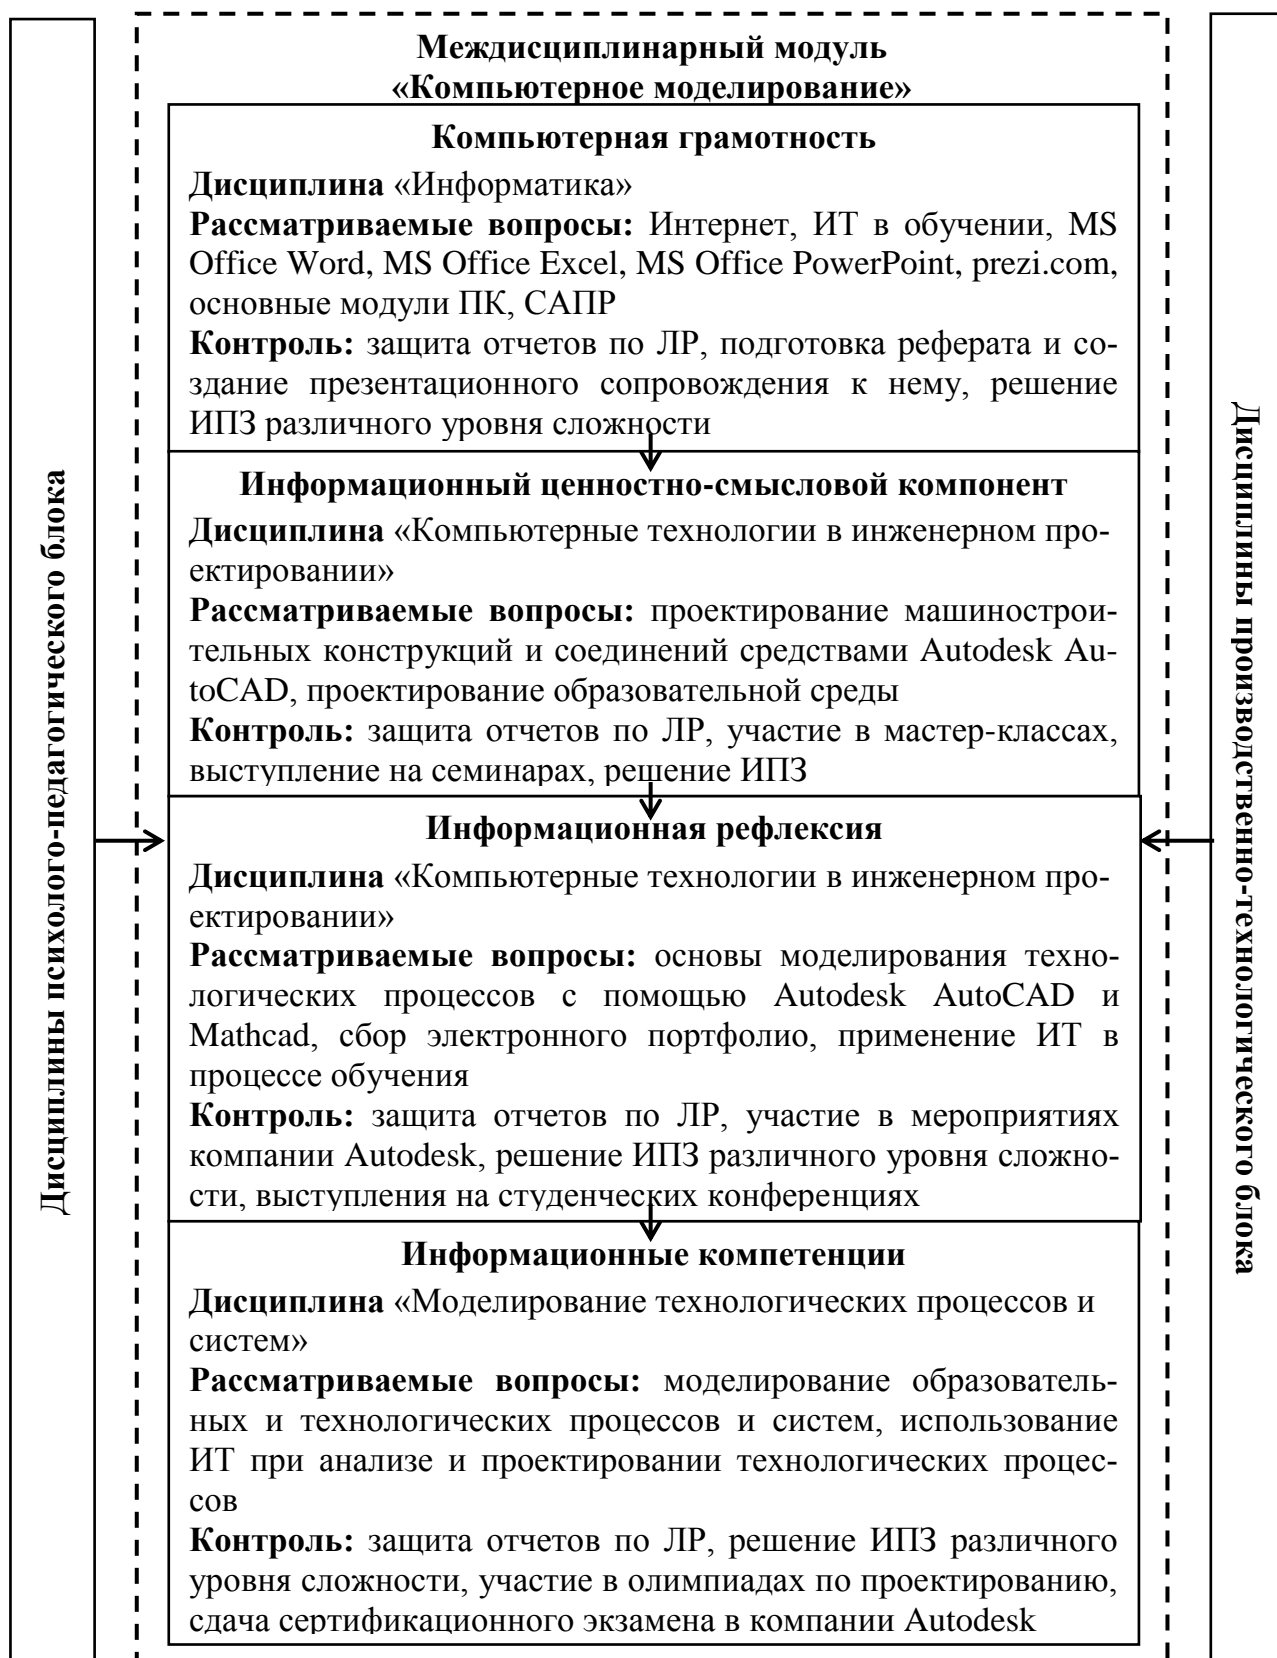 Дисциплины психолого-педагогического блока
Междисциплинарный модуль
«Компьютерное моделирование»
Компьютерная грамотность
Дисциплина «Информатика»
Рассматриваемые вопросы: Интернет, ИТ в обучении, MS
Office Word, MS Office Excel, MS Office PowerPoint, prezi.com,
основные модули ПК, САПР
Контроль: защита отчетов по ЛР, подготовка реферата и со-
здание презентационного сопровождения к нему, решение
ИПЗ различного уровня сложности
Информационный ценностно-смысловой компонент
Дисциплина «Компьютерные технологии в инженерном про-
ектировании»
Рассматриваемые вопросы: проектирование машинострои-
тельных конструкций и соединений средствами Autodesk Au-
toCAD, проектирование образовательной среды
Контроль: защита отчетов по ЛР, участие в мастер-классах,
выступление на семинарах, решение ИПЗ
Информационная рефлексия
Дисциплина «Компьютерные технологии в инженерном про-
ектировании»
Рассматриваемые вопросы: основы моделирования техно-
логических процессов с помощью Autodesk AutoCAD и
Mathcad, сбор электронного портфолио, применение ИТ в
процессе обучения
Контроль: защита отчетов по ЛР, участие в мероприятиях
компании Autodesk, решение ИПЗ различного уровня сложно-
сти, выступления на студенческих конференциях
Информационные компетенции
Дисциплина «Моделирование технологических процессов и
систем»
Рассматриваемые вопросы: моделирование образователь-
ных и технологических процессов и систем, использование
ИТ при анализе и проектировании технологических процес-
сов
Контроль: защита отчетов по ЛР, решение ИПЗ различного
уровня сложности, участие в олимпиадах по проектированию,
сдача сертификационного экзамена в компании Autodesk
Дисциплины производственно-технологического блока